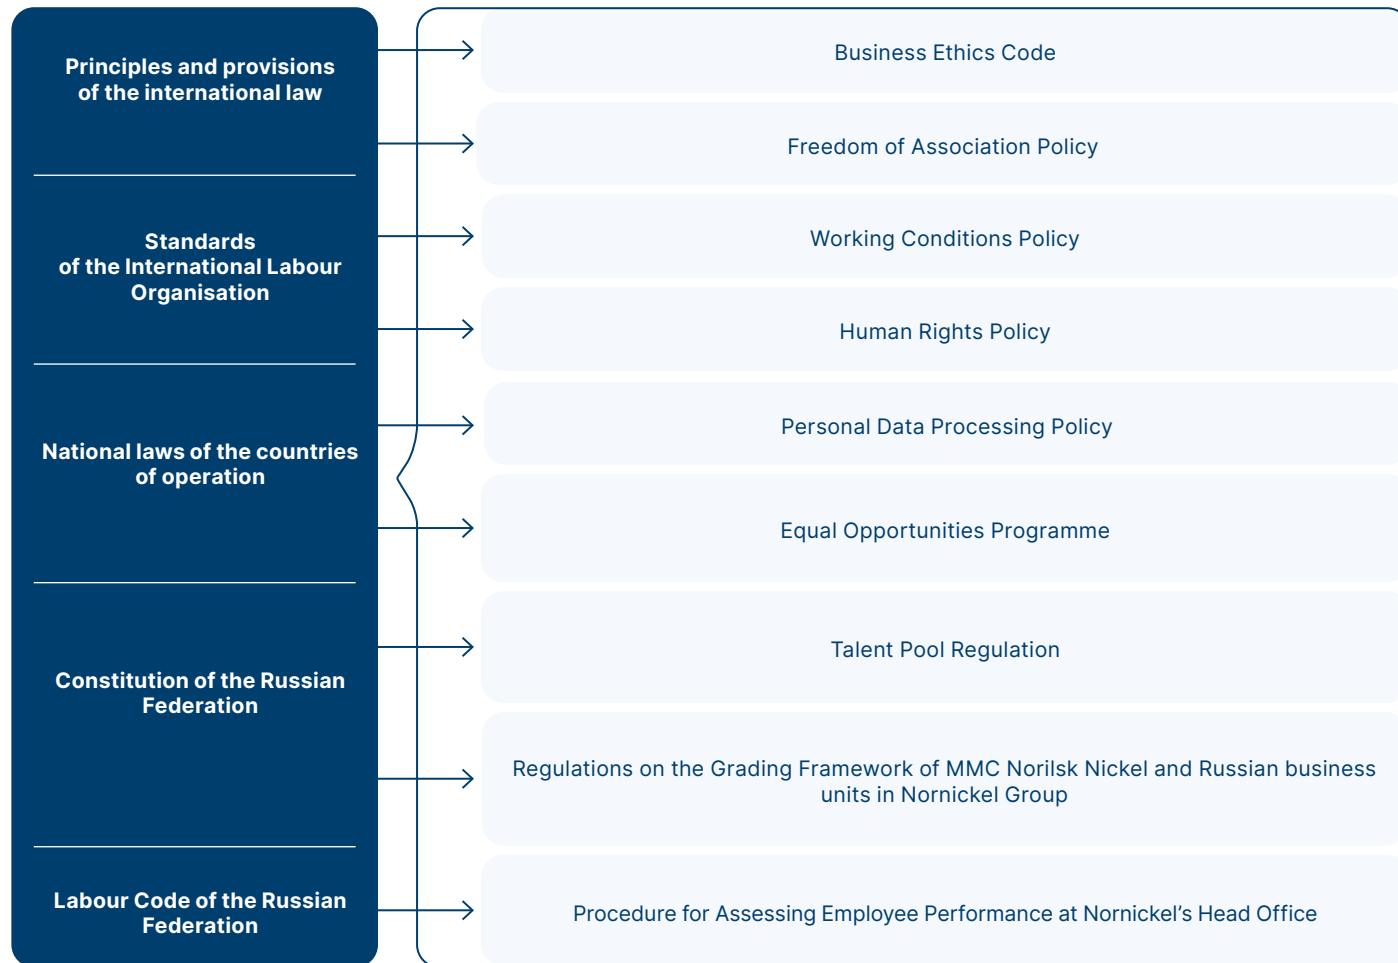 Principles and provisions
of the international law
Standards
of the International Labour
Organisation
National laws of the countries
of operation
Constitution of the Russian
Federation
Labour Code of the Russian
Federation
Business Ethics Code
Freedom of Association Policy
Working Conditions Policy
Human Rights Policy
Personal Data Processing Policy
Equal Opportunities Programme
Talent Pool Regulation
Regulations on the Grading Framework of MMC Norilsk Nickel and Russian business
units in Nornickel Group
Procedure for Assessing Employee Performance at Nornickel’s Head Office